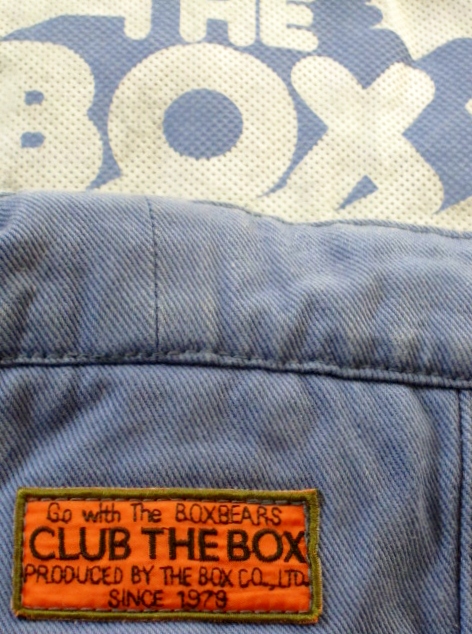 THE
BOX
Go with The BOXBEARS
CLUB THE BOX
PRODUCED BY THE BOX CO., LTD.
SINCE 1979